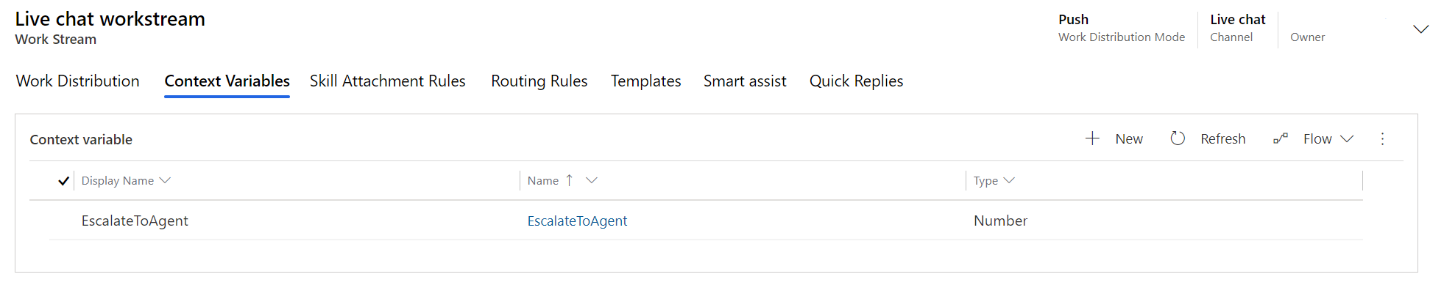 Live chat workstream
Work Stream
Push
Work Distribution Mode
Live chat
Channel
Owner
Work Distribution
Context Variables
Skill Attachment Rules
Routing Rules
Templates
Smart assist
Quick Replies
Context variable
New
Refresh
Flow
Display Name
Name
Type
EscalateToAgent
EscalateToAgent
Number